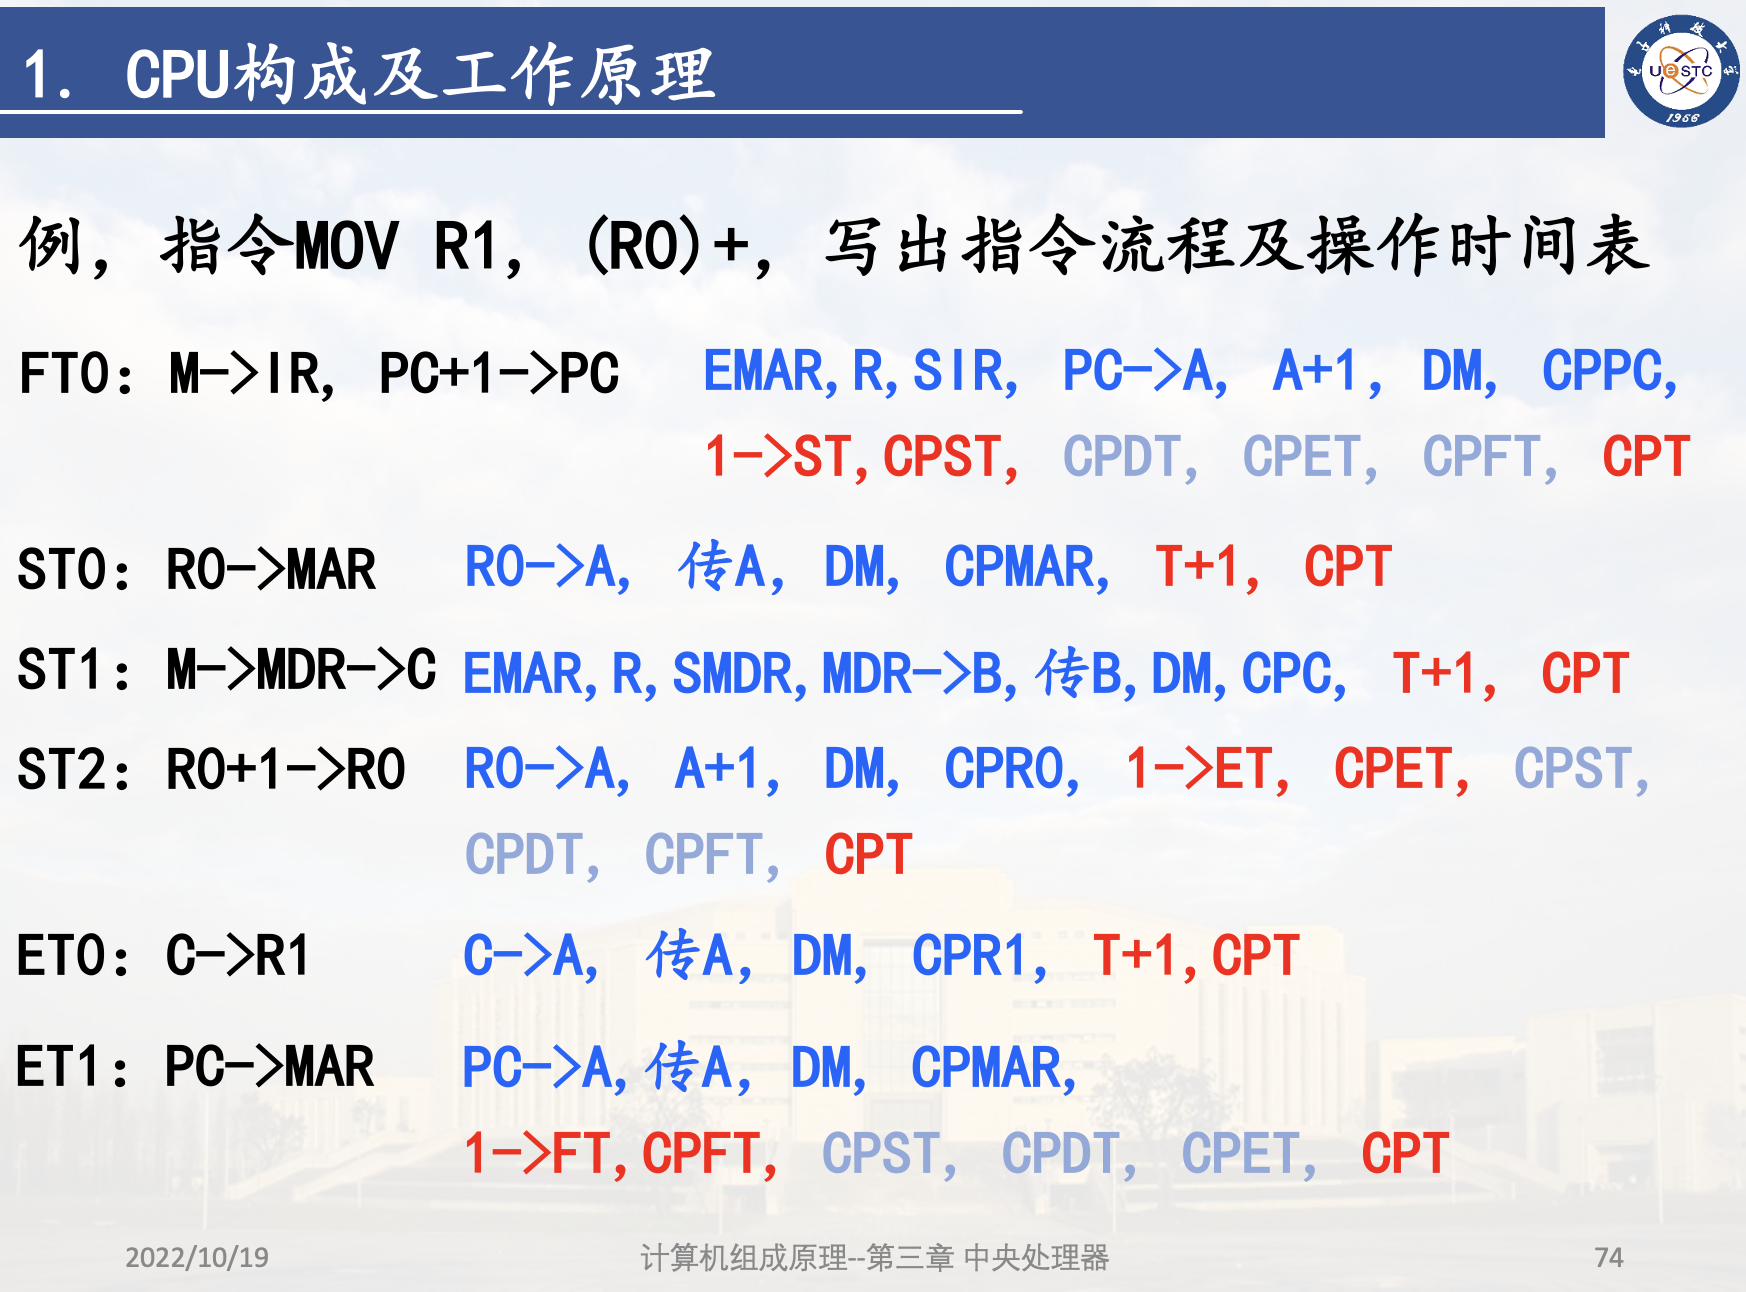 1. CPU构成及工作原理
电子科技大学
UESTC
1956
例，指令MOV R1，(R0)+，写出指令流程及操作时间表
FT0：M->IR，PC+1->PC EMAR,R,SIR，PC->A，A+1，DM，CPPC，
1->ST,CPST，CPDT，CPET，CPFT，CPT
ST0：R0->MAR R0->A，传A，DM，CPMAR，T+1，CPT
ST1：M->MDR->C EMAR,R,SMDR,MDR->B,传B,DM,CPC，T+1，CPT
ST2：R0+1->R0 R0->A，A+1，DM，CPR0，1->ET，CPET，CPST，
CPDT，CPFT，CPT
ET0：C->R1 C->A，传A，DM，CPR1，T+1,CPT
ET1：PC->MAR PC->A,传A，DM，CPMAR，
1->FT,CPFT，CPST，CPDT，CPET，CPT
2022/10/19 计算机组成原理--第三章 中央处理器 74